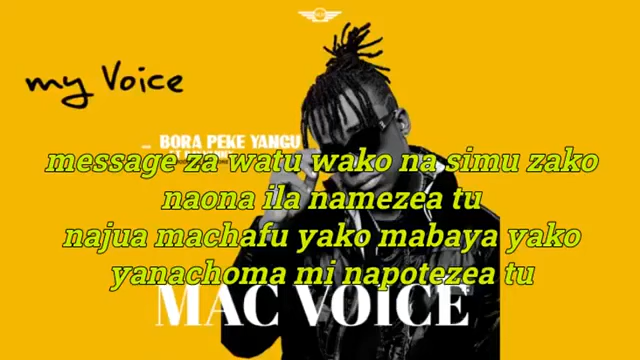 my Voice
BORA PEKE YANGU
message za watu wako na simu zako
naona ila namezea tu
najua machafu yako mabaya yako
yanachoma mi napotezea tu
MAC VOICE